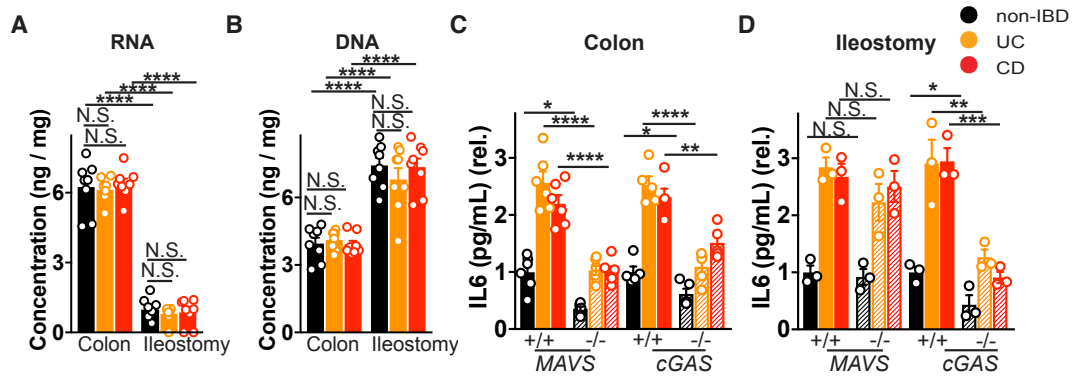 A
RNA
Concentration (ng / mg)
6
3
0
****
****
****
N.S.
N.S.
N.S.
N.S.
Colon Ileostomy
B
DNA
Concentration (ng / mg)
6
3
0
****
****
****
N.S.
N.S.
N.S.
N.S.
Colon Ileostomy
C
Colon
IL6 (pg/mL) (rel.)
3
2
1
0
*
****
****
****
*
**
+/+ -/- +/+ -/-
MAVS cGAS
D
Ileostomy
IL6 (pg/mL) (rel.)
3
2
1
0
N.S.
N.S.
N.S.
*
**
***
+/+ -/- +/+ -/-
MAVS cGAS
non-IBD
UC
CD